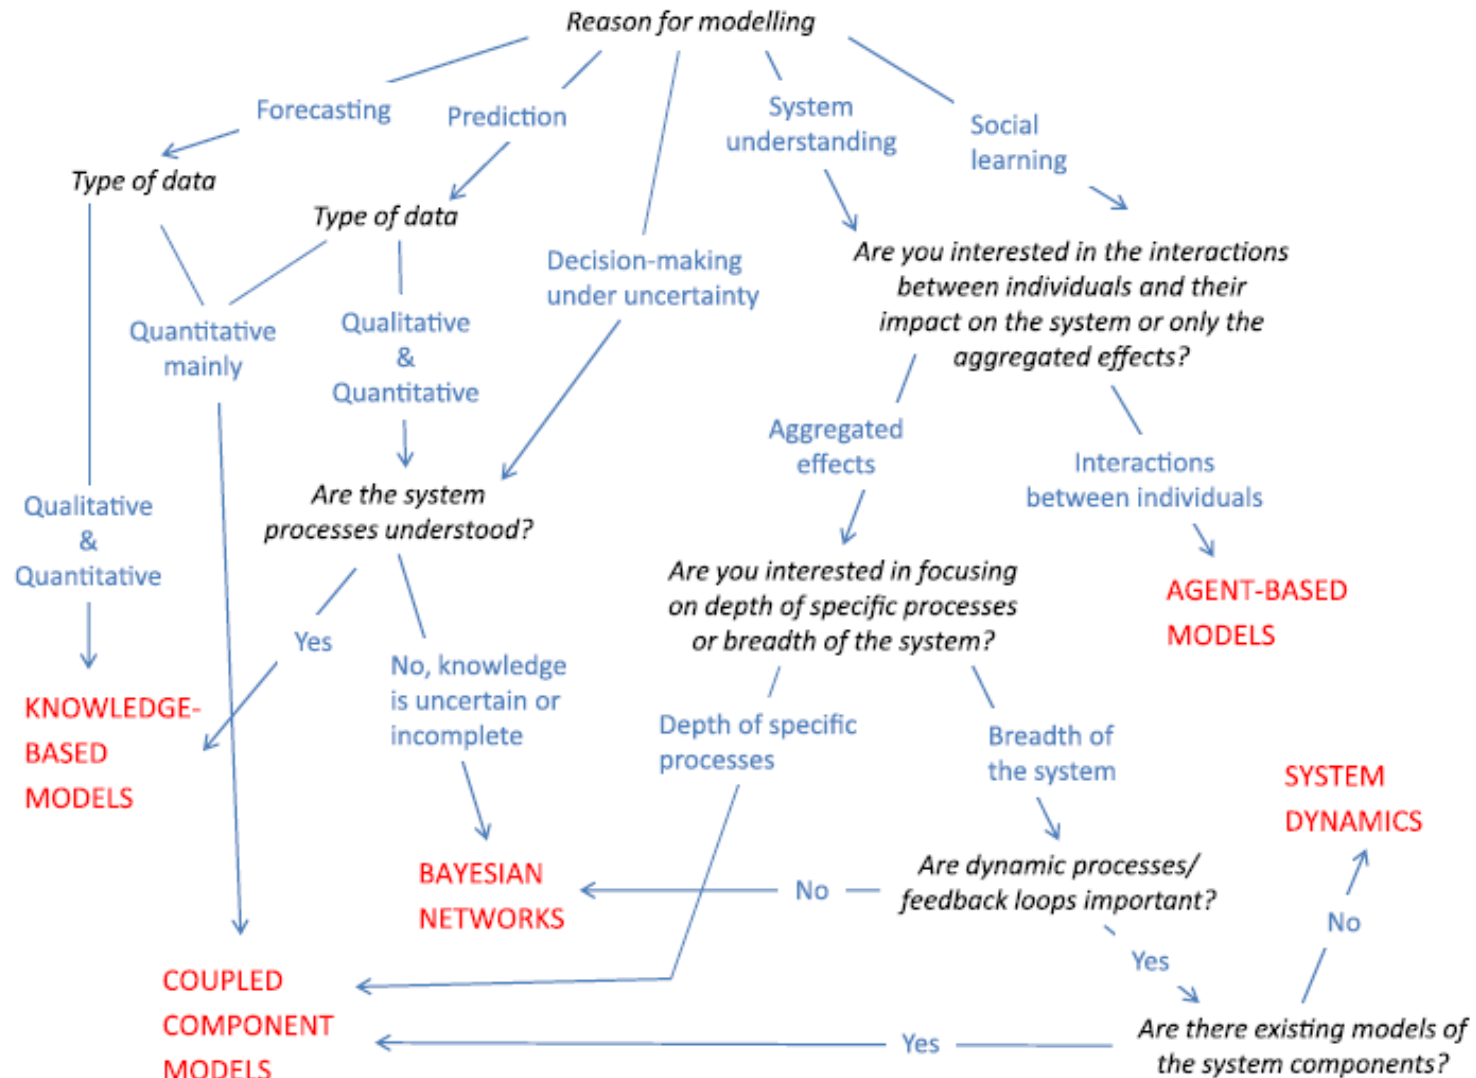 Reason for modelling
Forecasting
Prediction
System
understanding
Social
learning
Type of data
Type of data
Decision-making
under uncertainty
Are you interested in the interactions
between individuals and their
impact on the system or only the
aggregated effects?
Quantitative
mainly
Qualitative
&
Quantitative
Aggregated
effects
Interactions
between individuals
Qualitative
&
Quantitative
Are the system
processes understood?
Are you interested in focusing
on depth of specific processes
or breadth of the system?
AGENT-BASED
MODELS
Yes
No, knowledge
is uncertain or
incomplete
KNOWLEDGE-
BASED
MODELS
Depth of specific
processes
Breadth of
the system
SYSTEM
DYNAMICS
BAYESIAN
NETWORKS
No
Are dynamic processes/
feedback loops important?
No
Yes
COUPLED
COMPONENT
MODELS
Yes
Are there existing models of
the system components?